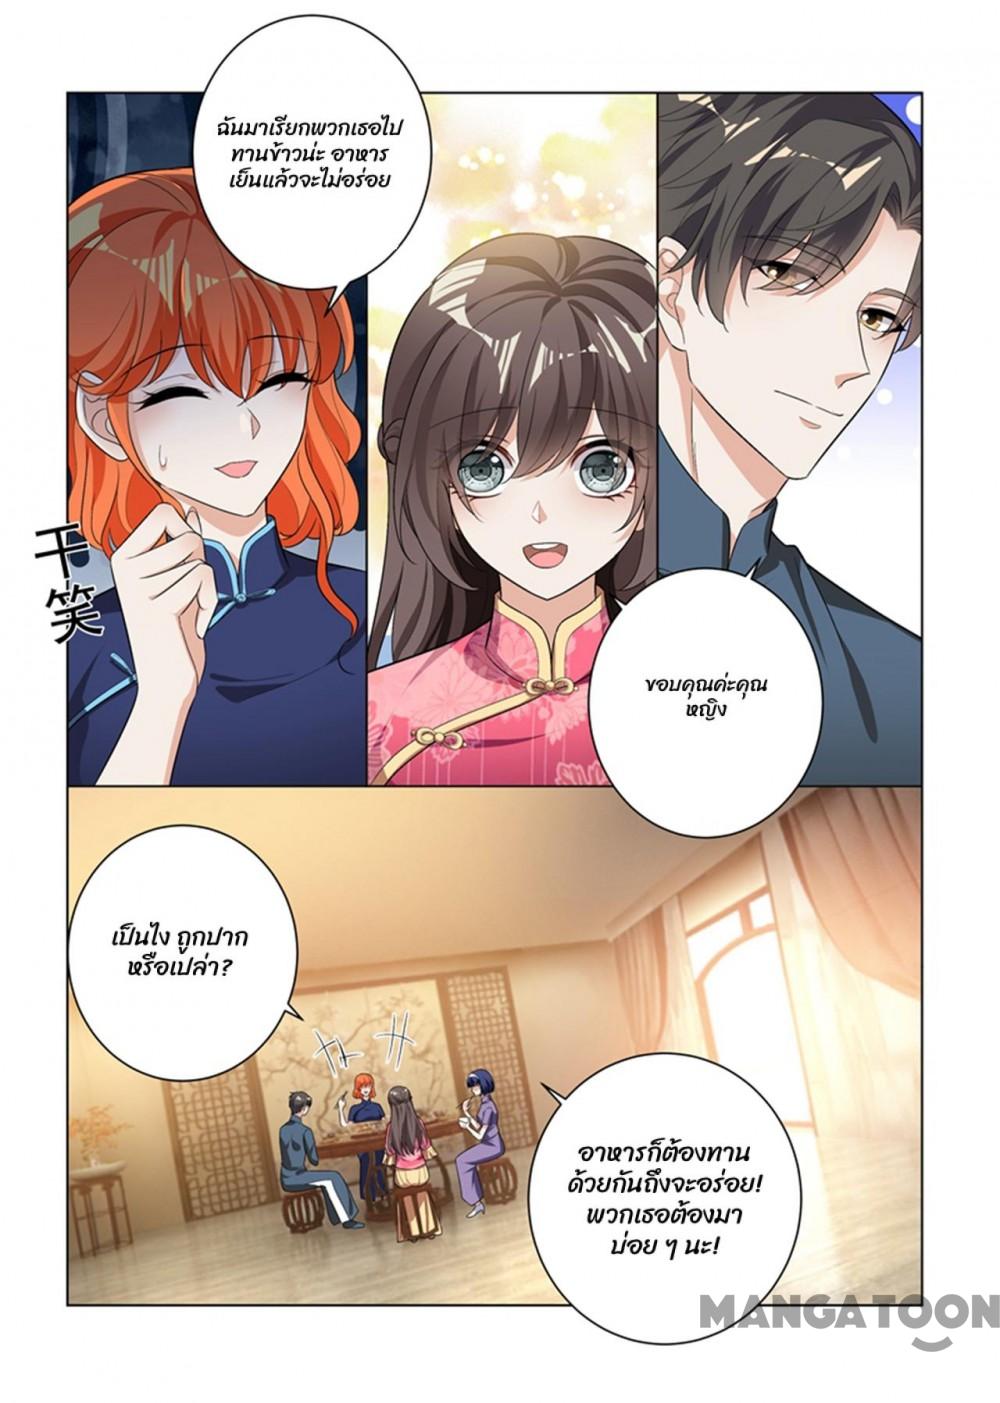 ฉันมาเรียกพวกเธอไป
ทานข้าวน่ะ อาหาร
เย็นแล้วจะไม่อร่อย
干笑
ขอบคุณค่ะคุณ
หญิง
เป็นไง ถูกปาก
หรือเปล่า?
อาหารก็ต้องทาน
ด้วยกันถึงจะอร่อย!
พวกเธอต้องมา
บ่อย ๆ นะ!
MANGATOON